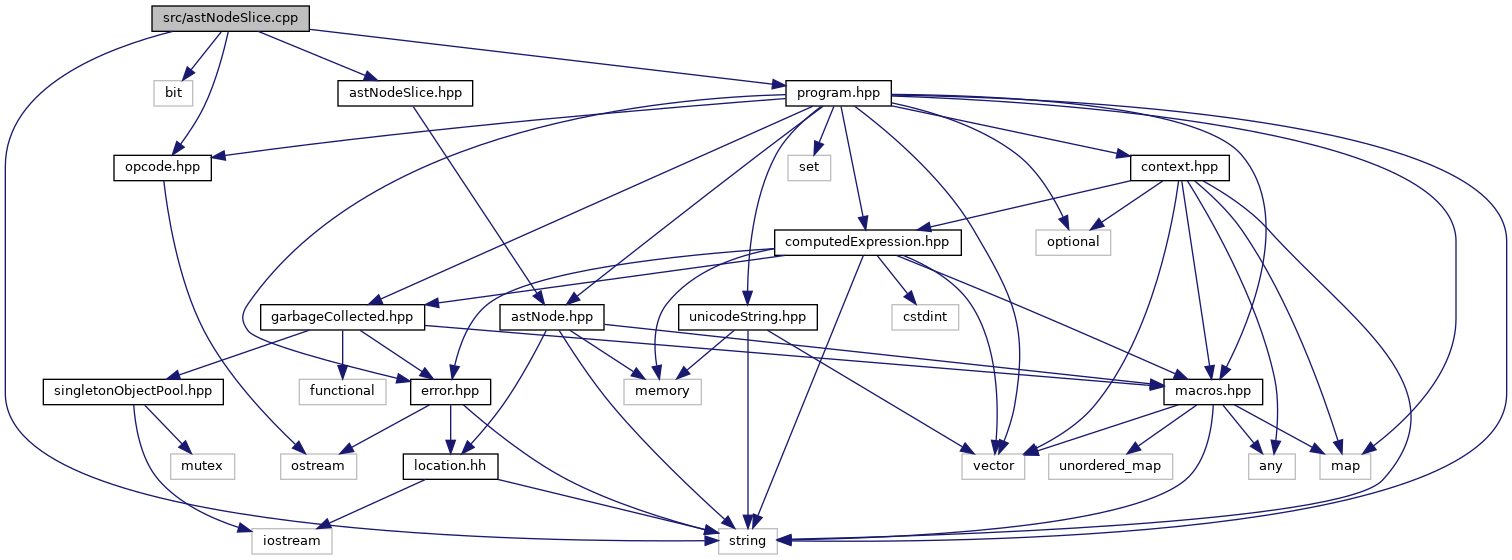 src/astNodeSlice.cpp
bit
astNodeSlice.hpp
program.hpp
opcode.hpp
set
context.hpp
computedExpression.hpp
optional
garbageCollected.hpp
astNode.hpp
unicodeString.hpp
cstdint
singletonObjectPool.hpp
functional
error.hpp
memory
macros.hpp
mutex
ostream
location.hh
vector
unordered_map
any
map
iostream
string